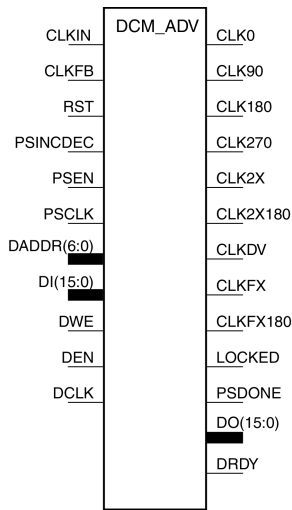 DCM_ADV
CLKIN
CLKFB
RST
PSINCDEC
PSEN
PSCLK
DADDR(6:0)
DI(15:0)
DWE
DEN
DCLK
CLK0
CLK90
CLK180
CLK270
CLK2X
CLK2X180
CLKDV
CLKFX
CLKFX180
LOCKED
PSDONE
DO(15:0)
DRDY